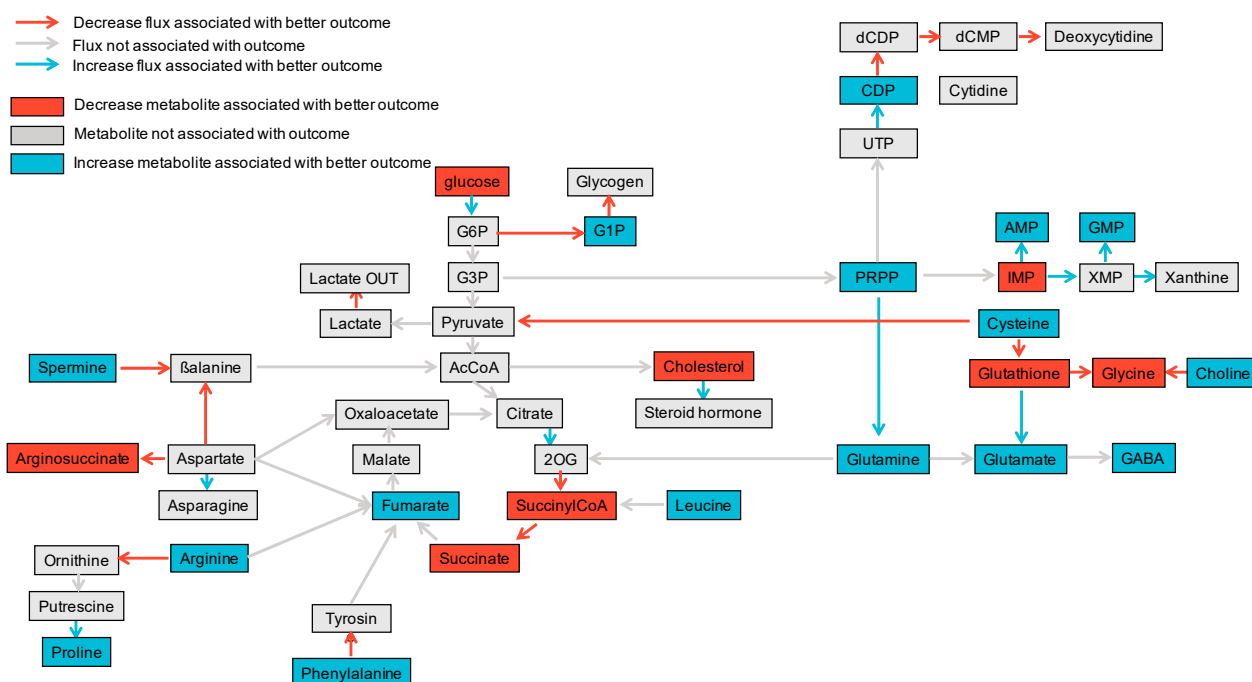 Decrease flux associated with better outcome
Flux not associated with outcome
Increase flux associated with better outcome
Decrease metabolite associated with better outcome
Metabolite not associated with outcome
Increase metabolite associated with better outcome
dCDP
dCMP
Deoxycytidine
CDP
Cytidine
UTP
glucose
Glycogen
G6P
G1P
AMP
GMP
Lactate OUT
G3P
PRPP
IMP
XMP
Xanthine
Lactate
Pyruvate
Cysteine
Spermine
ßalanine
AcCoA
Cholesterol
Glutathione
Glycine
Choline
Oxaloacetate
Citrate
Steroid hormone
Arginosuccinate
Aspartate
Malate
2OG
Glutamine
Glutamate
GABA
Asparagine
Fumarate
SuccinylCoA
Leucine
Ornithine
Arginine
Succinate
Putrescine
Tyrosin
Proline
Phenylalanine